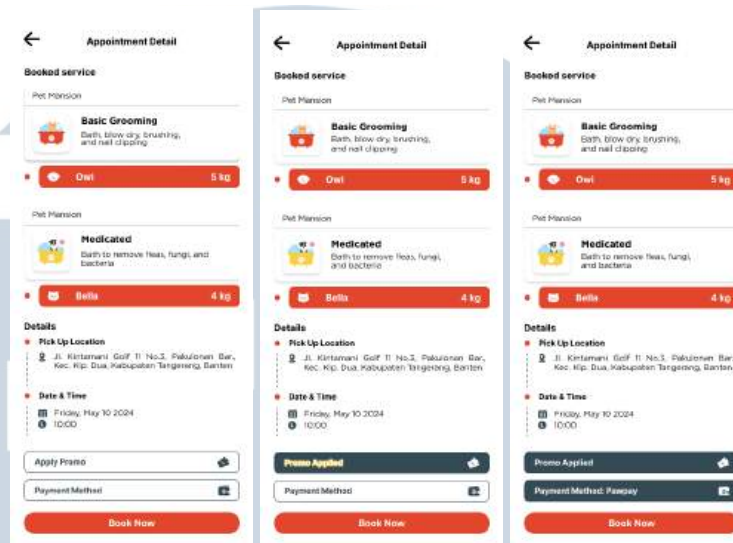 Appointment Detail
Booked service
Pet Mansion
Basic Grooming
Bath, blow dry, brushing,
and nail clipping
Owi 5 kg
Pet Mansion
Medicated
Bath to remove fleas, fungi, and
bacteria
Bella 4 kg
Details
Pick Up Location
Jl. Kintamani Golf 11 No.3, Pakulonan Bar.,
Kec. Klp. Dua, Kabupaten Tangerang, Banten
Date & Time
Friday, May 10 2024
10:00
Apply Promo
Payment Method
Book Now
Appointment Detail
Booked service
Pet Mansion
Basic Grooming
Bath, blow dry, brushing,
and nail clipping
Owi 5 kg
Pet Mansion
Medicated
Bath to remove fleas, fungi,
and bacteria
Bella 4 kg
Details
Pick Up Location
Jl. Kintamani Golf 11 No.3, Pakulonan Bar.,
Kec. Klp. Dua, Kabupaten Tangerang, Banten
Date & Time
Friday, May 10 2024
10:00
Promo Applied
Payment Method
Book Now
Appointment Detail
Booked service
Pet Mansion
Basic Grooming
Bath, blow dry, brushing,
and nail clipping
Owi 5 kg
Pet Mansion
Medicated
Bath to remove fleas, fungi,
and bacteria
Bella 4 kg
Details
Pick Up Location
Jl. Kintamani Golf 11 No.3, Pakulonan Bar.
Kec. Klp. Dua, Kabupaten Tangerang, Banten
Date & Time
Friday, May 10 2024
10:00
Promo Applied
Payment Method: Pawpay
Book Now